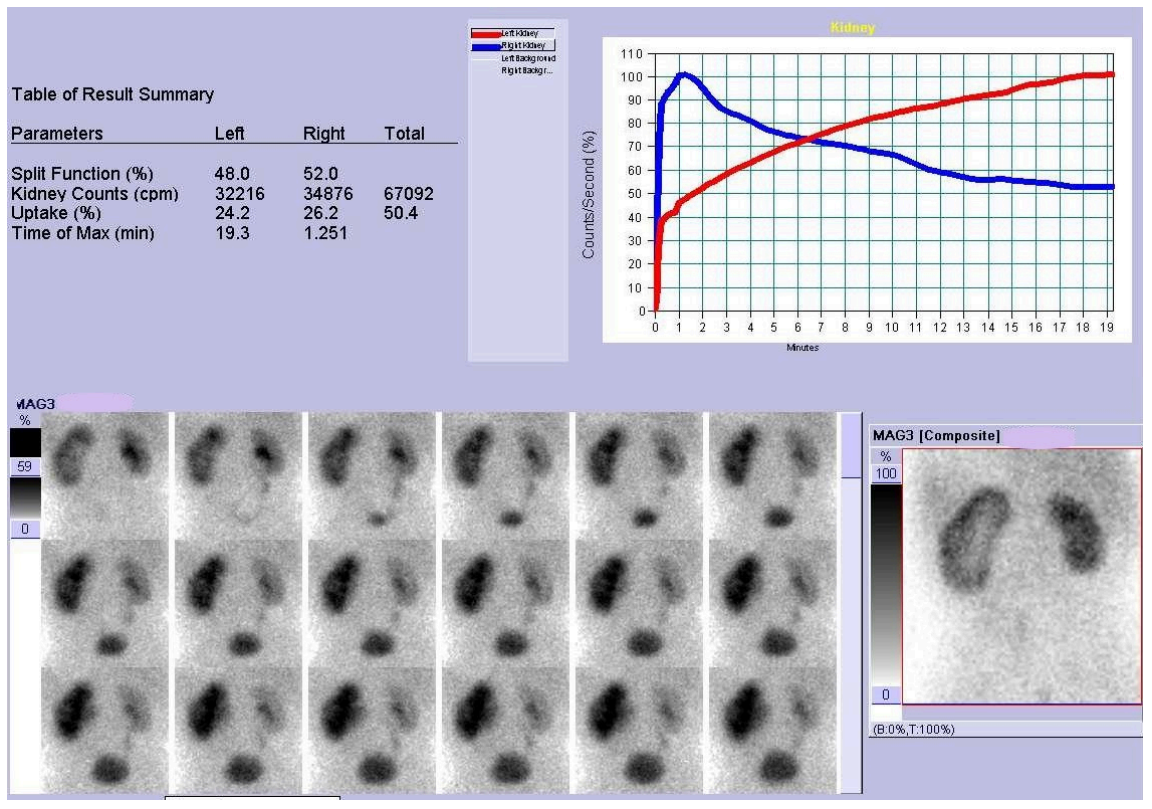 Left Kidney
Right Kidney
Left Background
Right Backgr...
Kidney
Table of Result Summary
Parameters Left Right Total
Split Function (%) 48.0 52.0
Kidney Counts (cpm) 32216 34876 67092
Uptake (%) 24.2 26.2 50.4
Time of Max (min) 19.3 1.251
Counts/Second (%)
110
100
90
80
70
60
50
40
30
20
10
0
0 1 2 3 4 5 6 7 8 9 10 11 12 13 14 15 16 17 18 19
Minutes
MAG3
%
59
0
MAG3 [Composite]
%
100
0
(B:0%,T:100%)